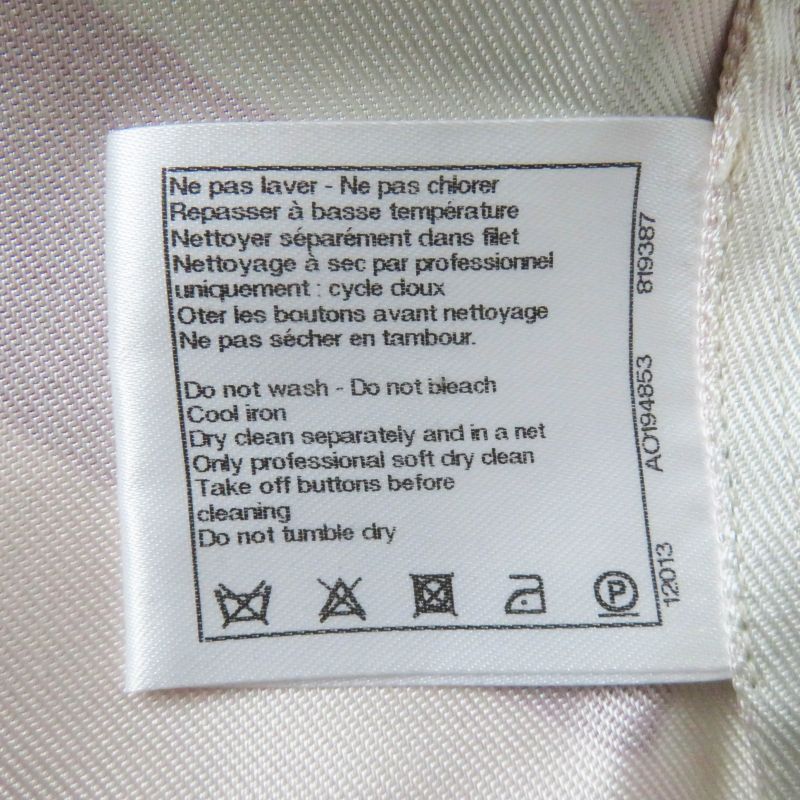 Ne pas laver - Ne pas chlorer
Repasser à basse température
Nettoyer séparément dans filet
Nettoyage à sec par professionnel
uniquement : cycle doux
Oter les boutons avant nettoyage
Ne pas sécher en tambour.
Do not wash - Do not bleach
Cool iron
Dry clean separately and in a net
Only professional soft dry clean
Take off buttons before
cleaning
Do not tumble dry
P
12013
AO194853
819387